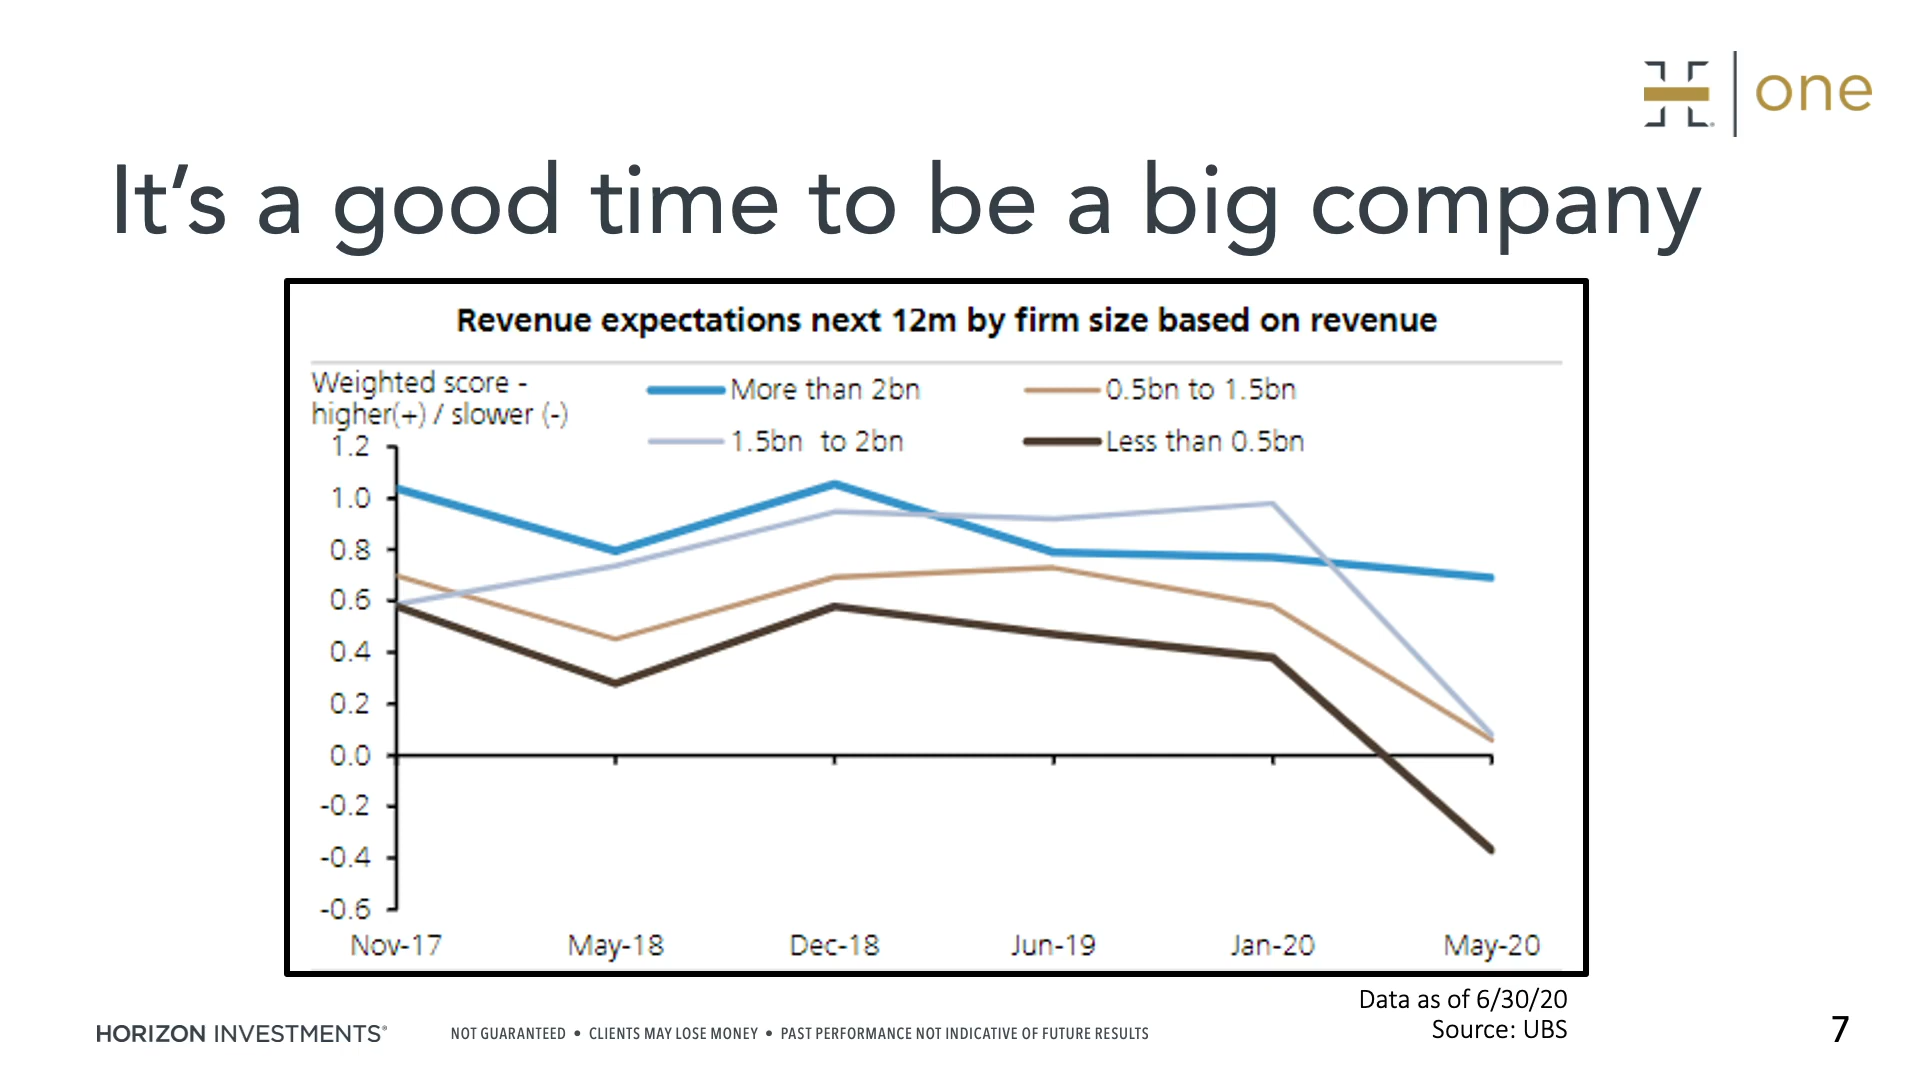 one
It’s a good time to be a big company
Revenue expectations next 12m by firm size based on revenue
Weighted score -
higher(+) / slower (-)
More than 2bn
0.5bn to 1.5bn
1.5bn  to 2bn
Less than 0.5bn
1.2
1.0
0.8
0.6
0.4
0.2
0.0
-0.2
-0.4
-0.6
Nov-17 May-18 Dec-18 Jun-19 Jan-20 May-20
Data as of 6/30/20
Source: UBS
HORIZON INVESTMENTS®
NOT GUARANTEED • CLIENTS MAY LOSE MONEY • PAST PERFORMANCE NOT INDICATIVE OF FUTURE RESULTS
7